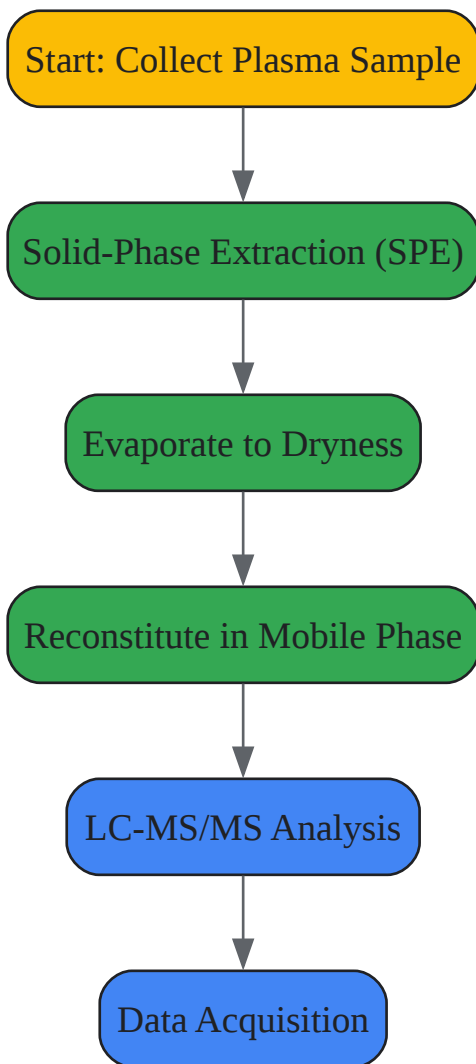 Start: Collect Plasma Sample
Solid-Phase Extraction (SPE)
Evaporate to Dryness
Reconstitute in Mobile Phase
LC-MS/MS Analysis
Data Acquisition